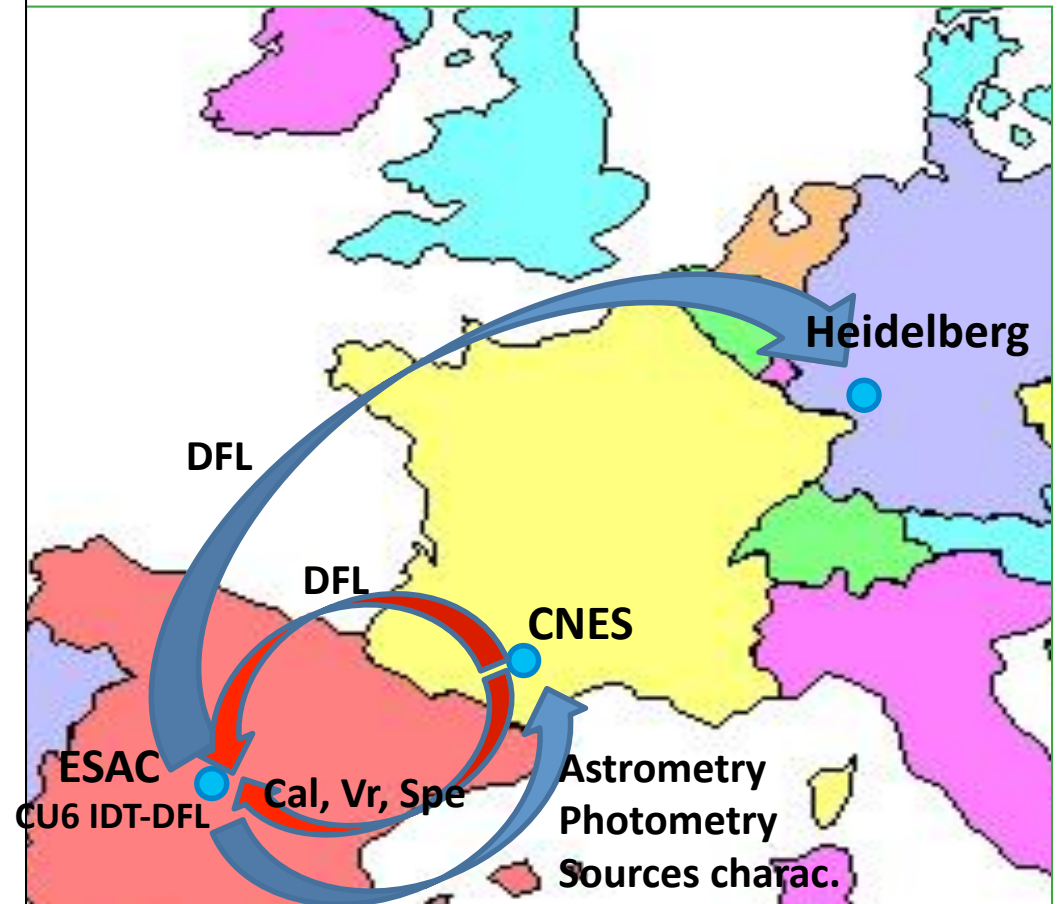 Heidelberg
DFL
DFL
CNES
ESAC
CU6 IDT-DFL
Cal, Vr, Spe
Astrometry
Photometry
Sources charac.